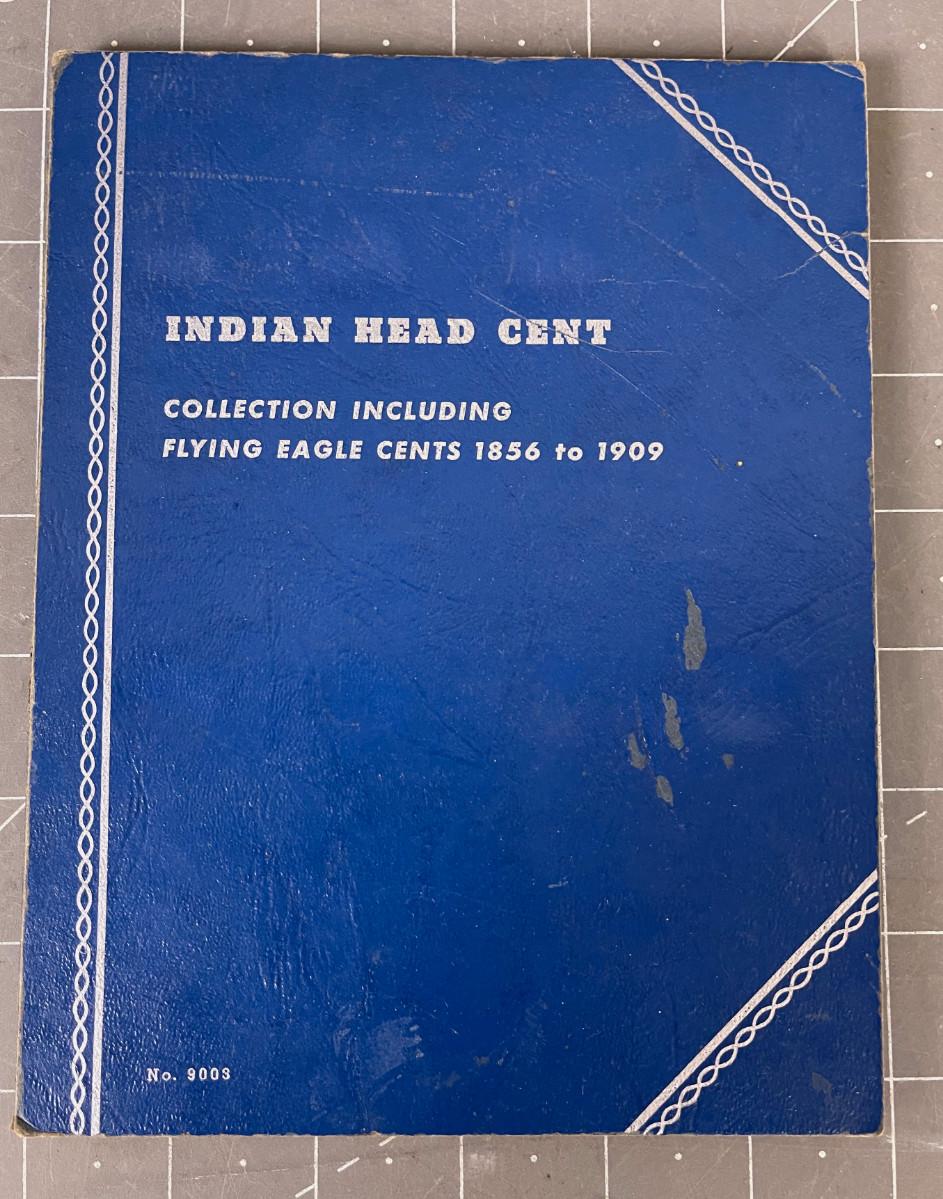 INDIAN HEAD CENT
COLLECTION INCLUDING
FLYING EAGLE CENTS 1856 to 1909
No. 9003